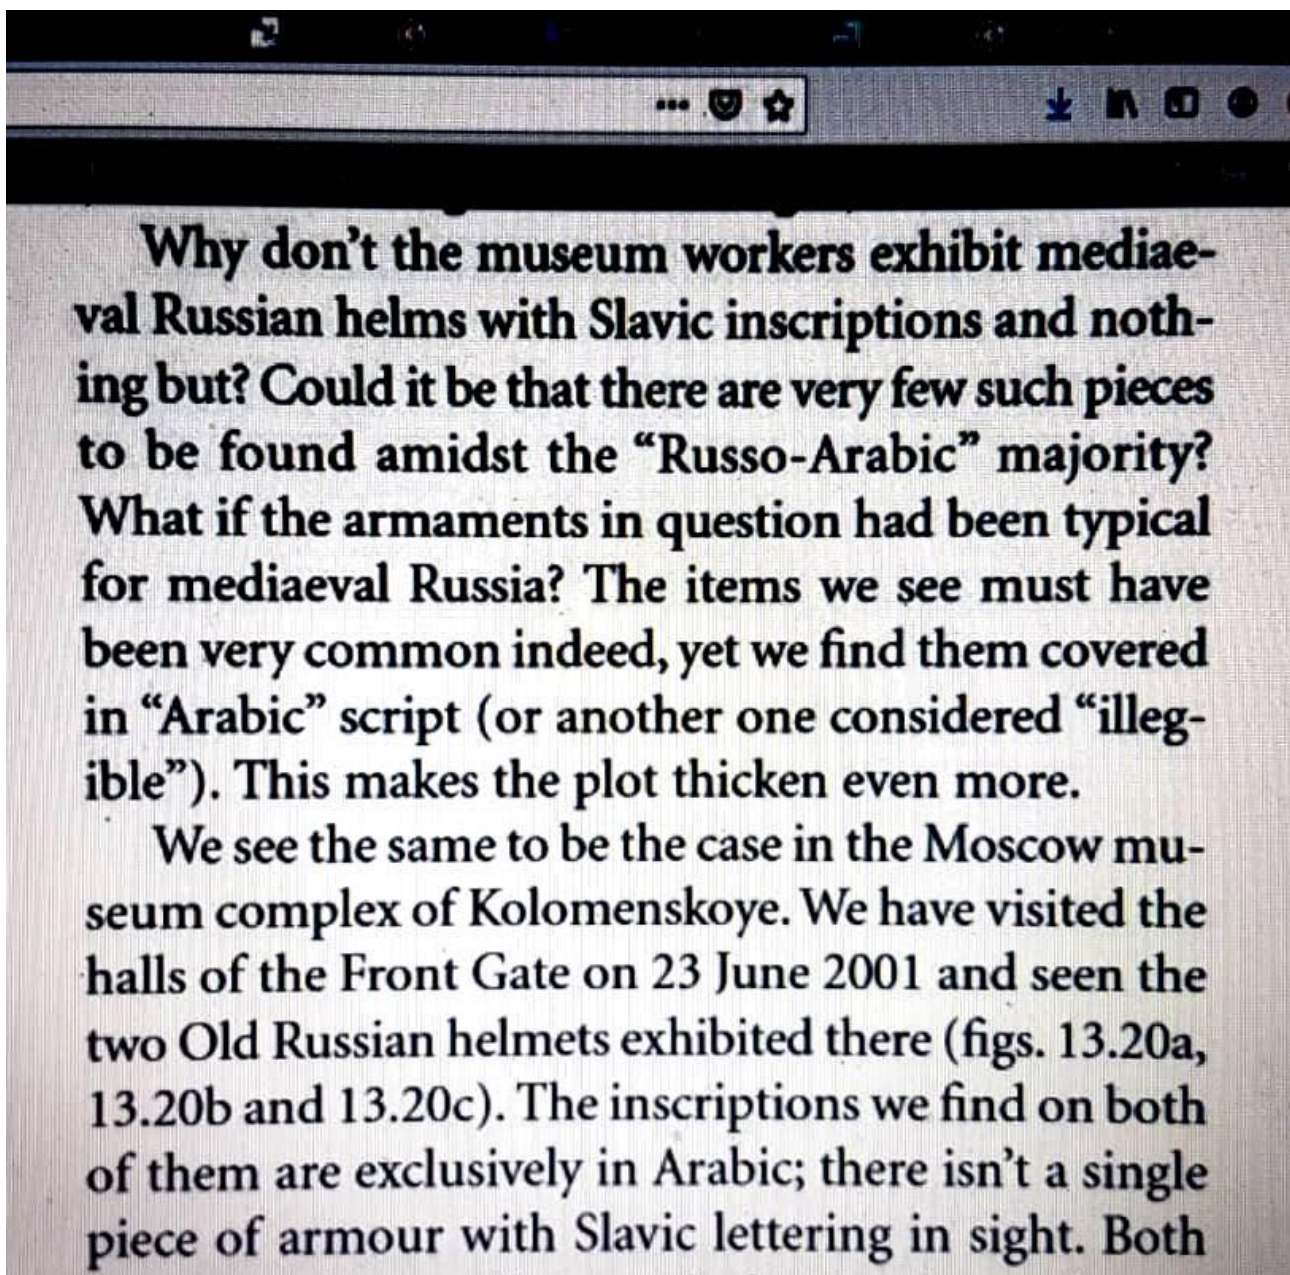 Why don't the museum workers exhibit mediae-
val Russian helms with Slavic inscriptions and noth-
ing but? Could it be that there are very few such pieces
to be found amidst the “Russo-Arabic” majority?
What if the armaments in question had been typical
for mediaeval Russia? The items we see must have
been very common indeed, yet we find them covered
in “Arabic” script (or another one considered “illeg-
ible”). This makes the plot thicken even more.
We see the same to be the case in the Moscow mu-
seum complex of Kolomenskoye. We have visited the
halls of the Front Gate on 23 June 2001 and seen the
two Old Russian helmets exhibited there (figs. 13.20a,
13.20b and 13.20c). The inscriptions we find on both
of them are exclusively in Arabic; there isn't a single
piece of armour with Slavic lettering in sight. Both